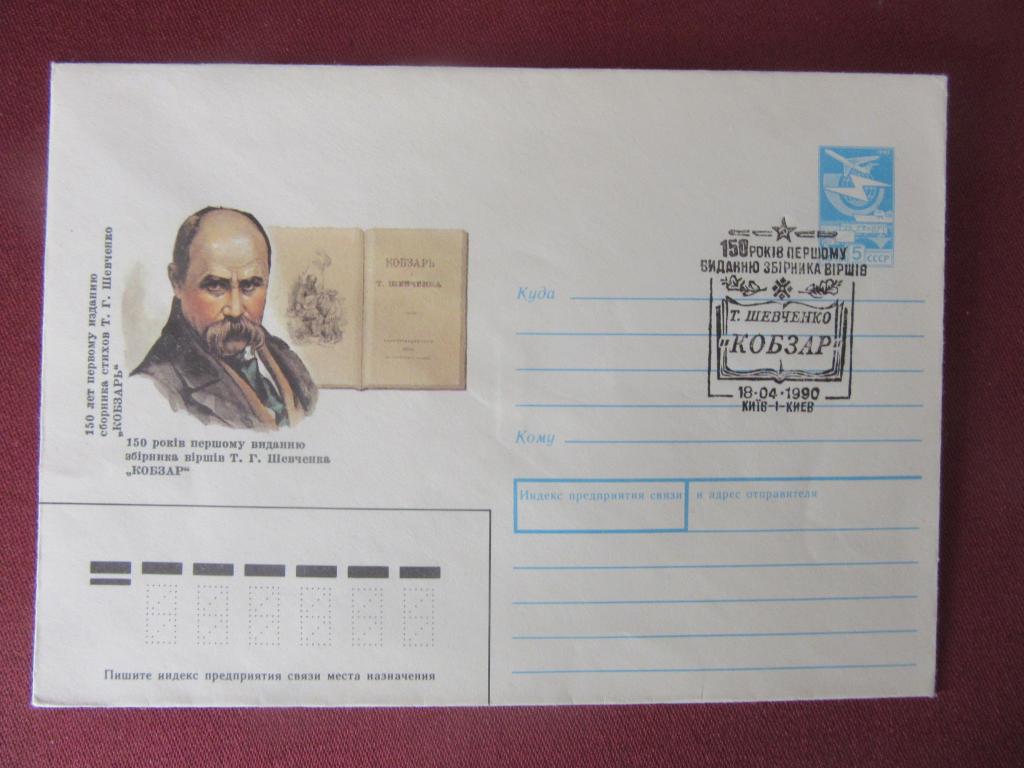 150 лет первому изданию
сборника стихов Т. Г. Шевченко
„КОБЗАРЬ“
КОБЗАРЬ
Т. ШЕВЧЕНКА
150 років першому виданню
збірника віршів Т. Г. Шевченка
„КОБЗАР“
5
СССР
150 РОКІВ ПЕРШОМУ
ВИДАННЮ ЗБІРНИКА ВІРШІВ
Т. ШЕВЧЕНКО
"КОБЗАР"
18·04·1990
КИЇВ-1-КИЕВ
Куда
Кому
Индекс предприятия связи и адрес отправителя
Пишите индекс предприятия связи места назначения